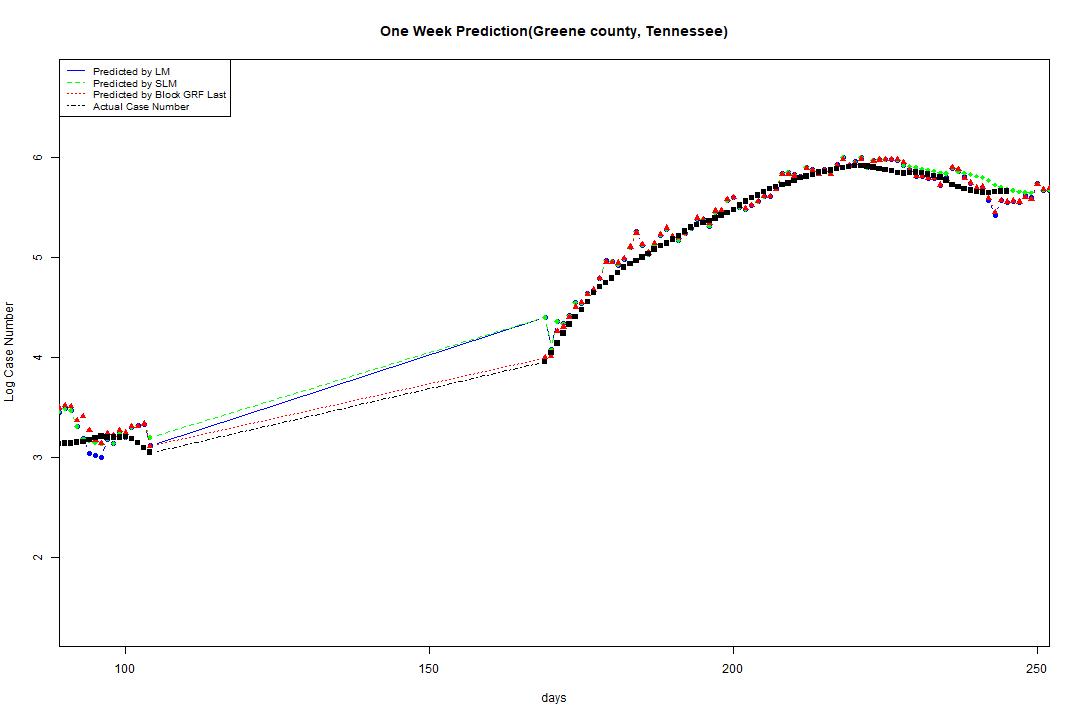 One Week Prediction(Greene county, Tennessee)
Predicted by LM
Predicted by SLM
Predicted by Block GRF Last
Actual Case Number
6
5
4
3
2
Log Case Number
100 150 200 250
days